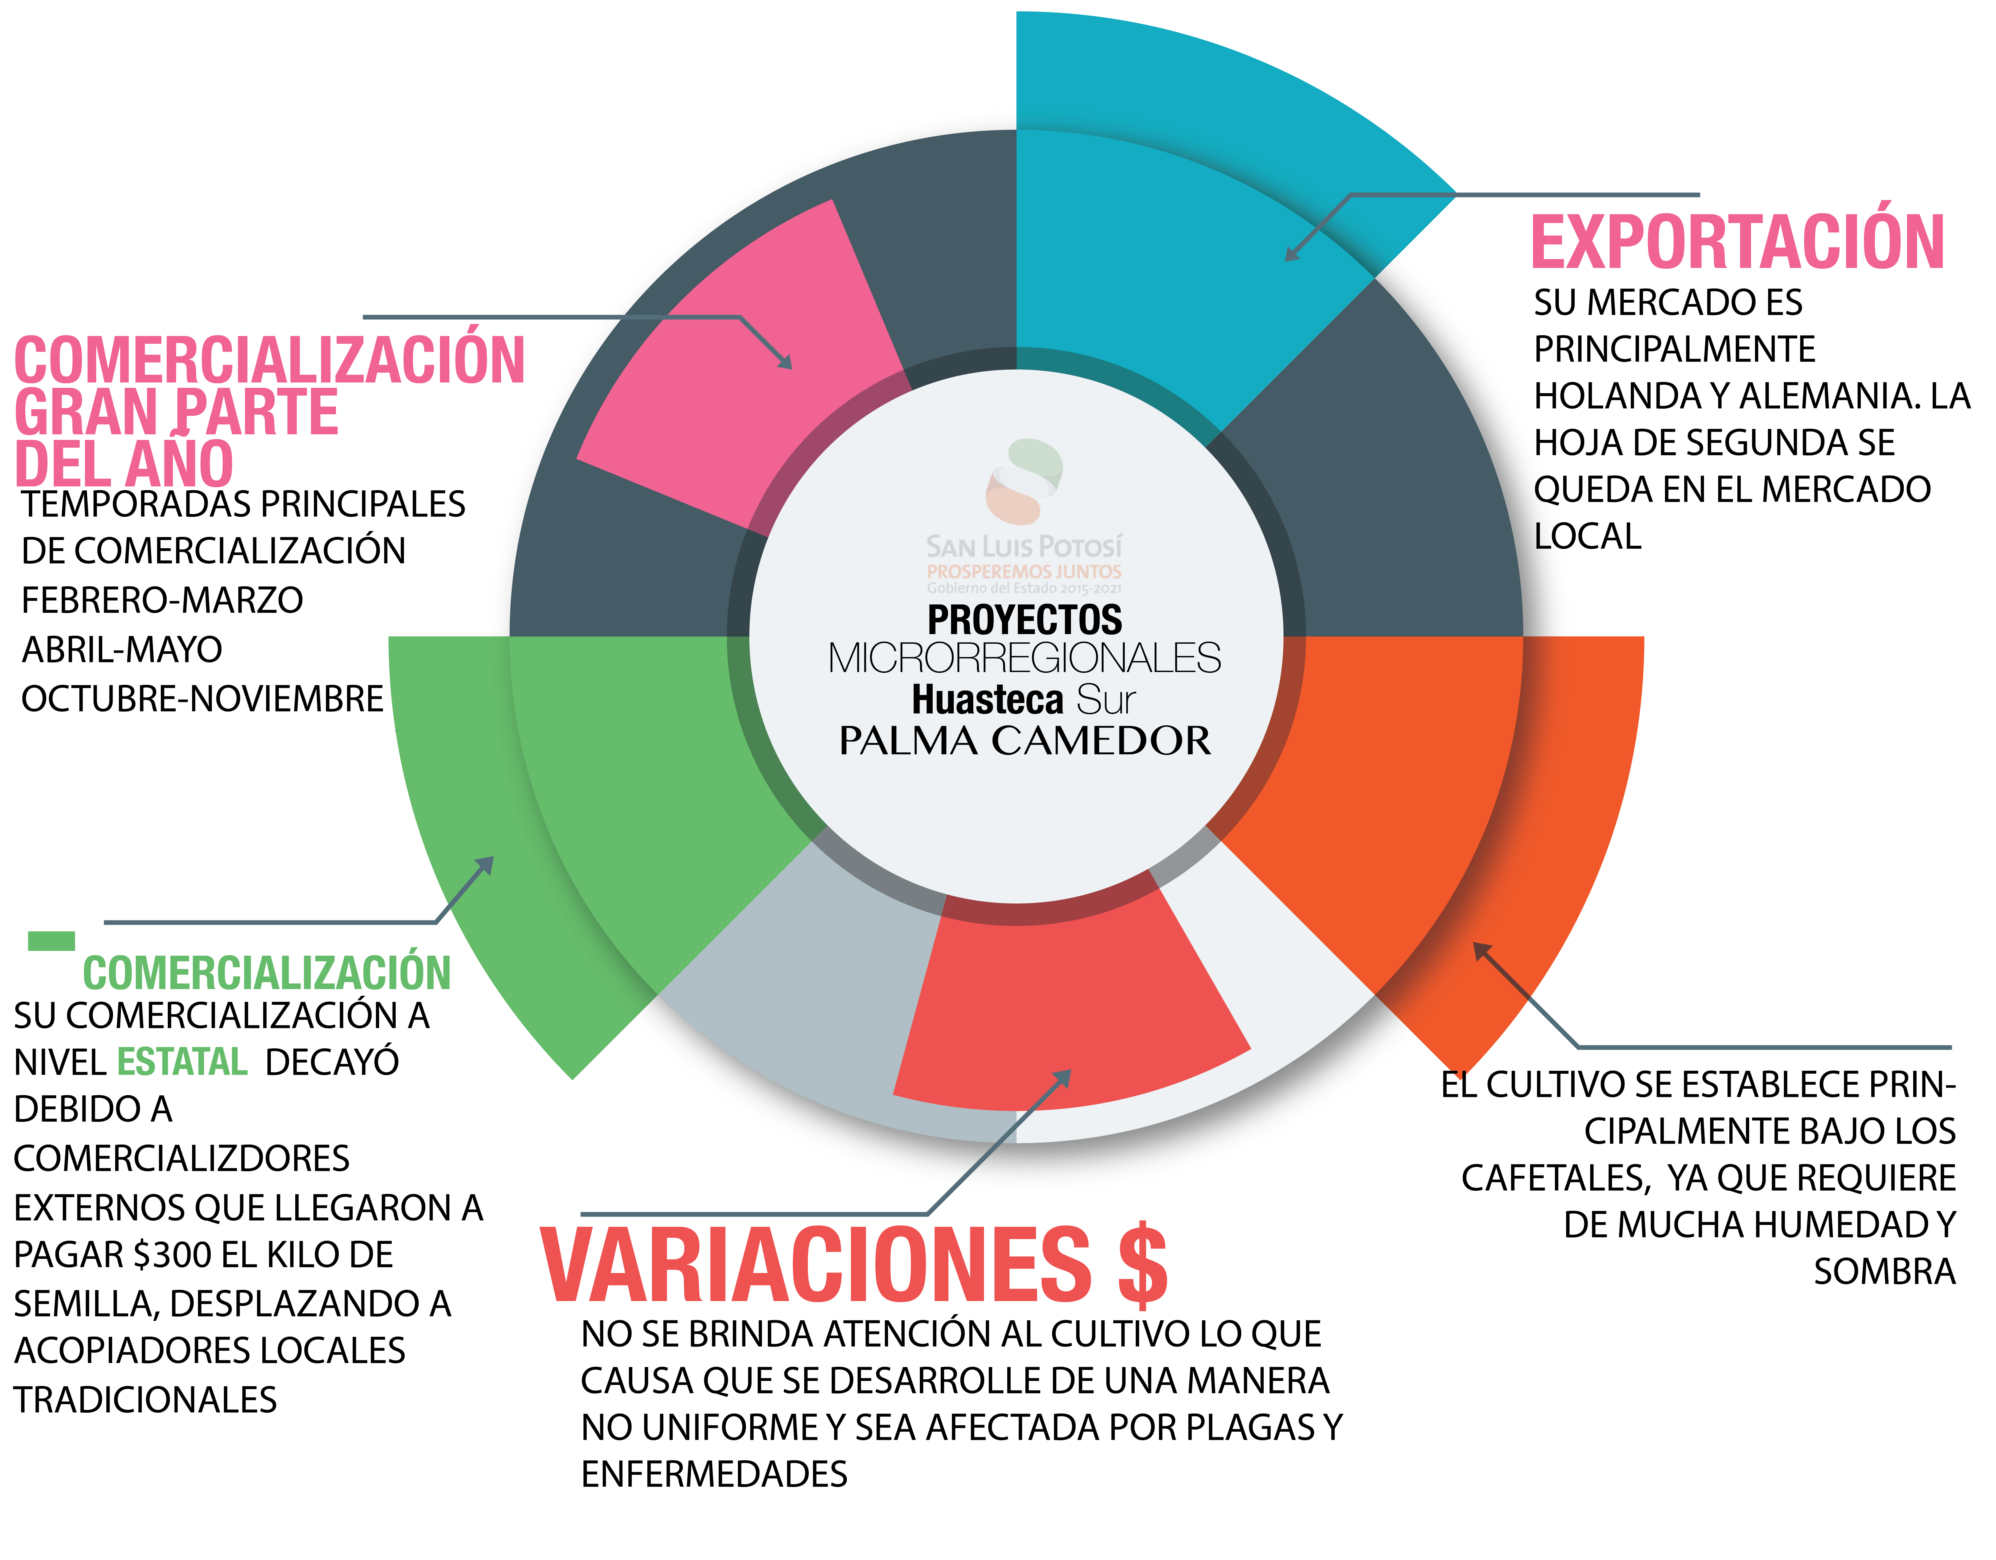 EXPORTACIÓN
SU MERCADO ES
PRINCIPALMENTE
HOLANDA Y ALEMANIA. LA
HOJA DE SEGUNDA SE
QUEDA EN EL MERCADO
LOCAL
COMERCIALIZACIÓN
GRAN PARTE
DEL AÑO
TEMPORADAS PRINCIPALES
DE COMERCIALIZACIÓN
FEBRERO-MARZO
ABRIL-MAYO
OCTUBRE-NOVIEMBRE
SAN LUIS POTOSÍ
PROSPEREMOS JUNTOS
Gobierno del Estado 2015-2021
PROYECTOS
MICRORREGIONALES
Huasteca Sur
PALMA CAMEDOR
COMERCIALIZACIÓN
SU COMERCIALIZACIÓN A
NIVEL ESTATAL DECAYÓ
DEBIDO A
COMERCIALIZDORES
EXTERNOS QUE LLEGARON A
PAGAR $300 EL KILO DE
SEMILLA, DESPLAZANDO A
ACOPIADORES LOCALES
TRADICIONALES
VARIACIONES $
NO SE BRINDA ATENCIÓN AL CULTIVO LO QUE
CAUSA QUE SE DESARROLLE DE UNA MANERA
NO UNIFORME Y SEA AFECTADA POR PLAGAS Y
ENFERMEDADES
EL CULTIVO SE ESTABLECE PRIN-
CIPALMENTE BAJO LOS
CAFETALES, YA QUE REQUIERE
DE MUCHA HUMEDAD Y
SOMBRA